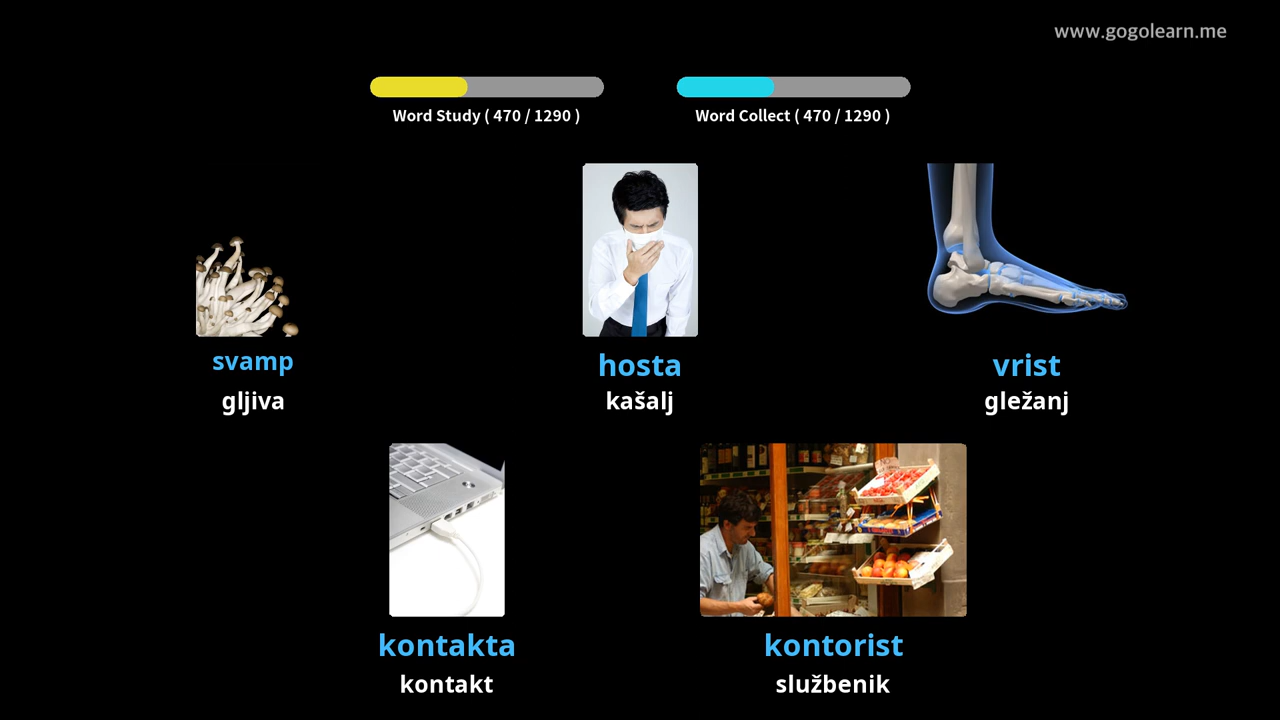 www.gogolearn.me
Word Study ( 470 / 1290 )
Word Collect ( 470 / 1290 )
svamp
gljiva
hosta
kašalj
vrist
gležanj
kontakta
kontakt
kontorist
službenik